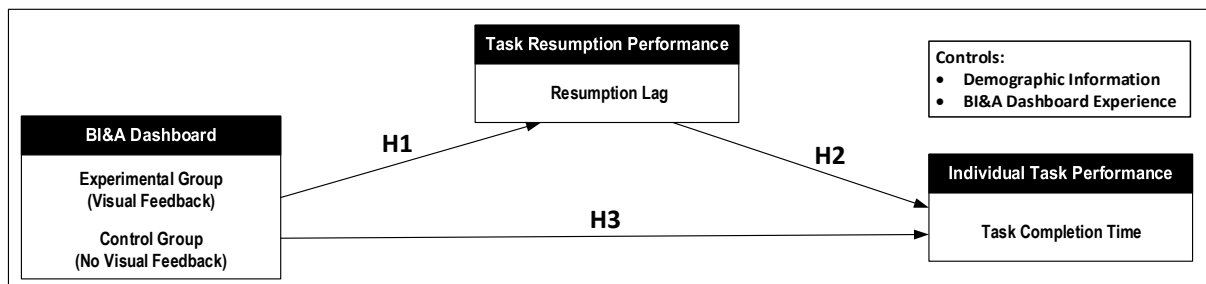 Task Resumption Performance
Resumption Lag
Controls:
• Demographic Information
• BI&A Dashboard Experience
BI&A Dashboard
Experimental Group
(Visual Feedback)
Control Group
(No Visual Feedback)
H1
H2
H3
Individual Task Performance
Task Completion Time